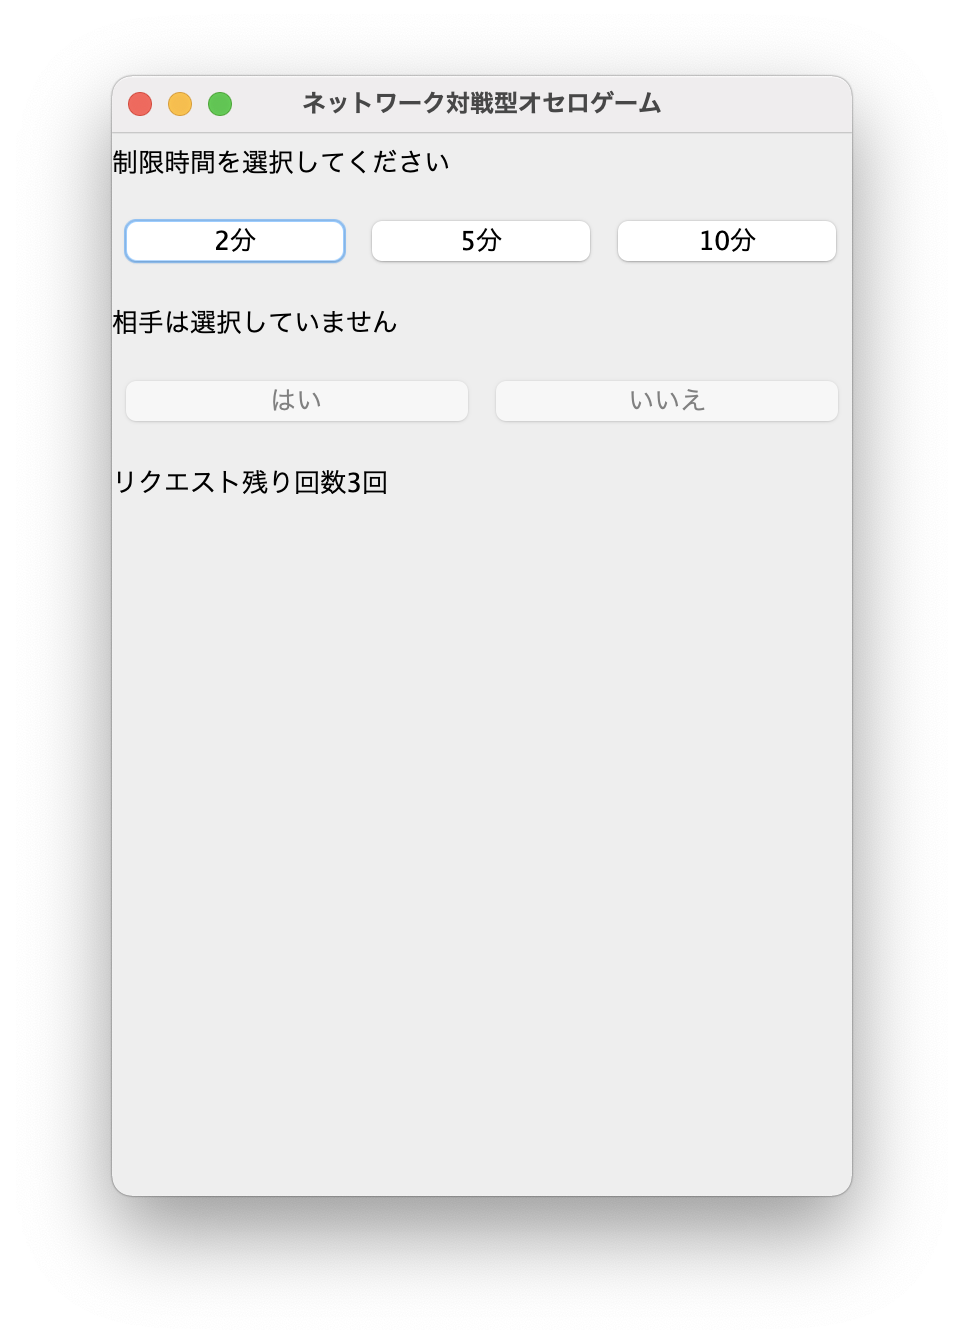 ネットワーク対戦型オセロゲーム
制限時間を選択してください
2分 5分 10分
相手は選択していません
はい いいえ
リクエスト残り回数3回